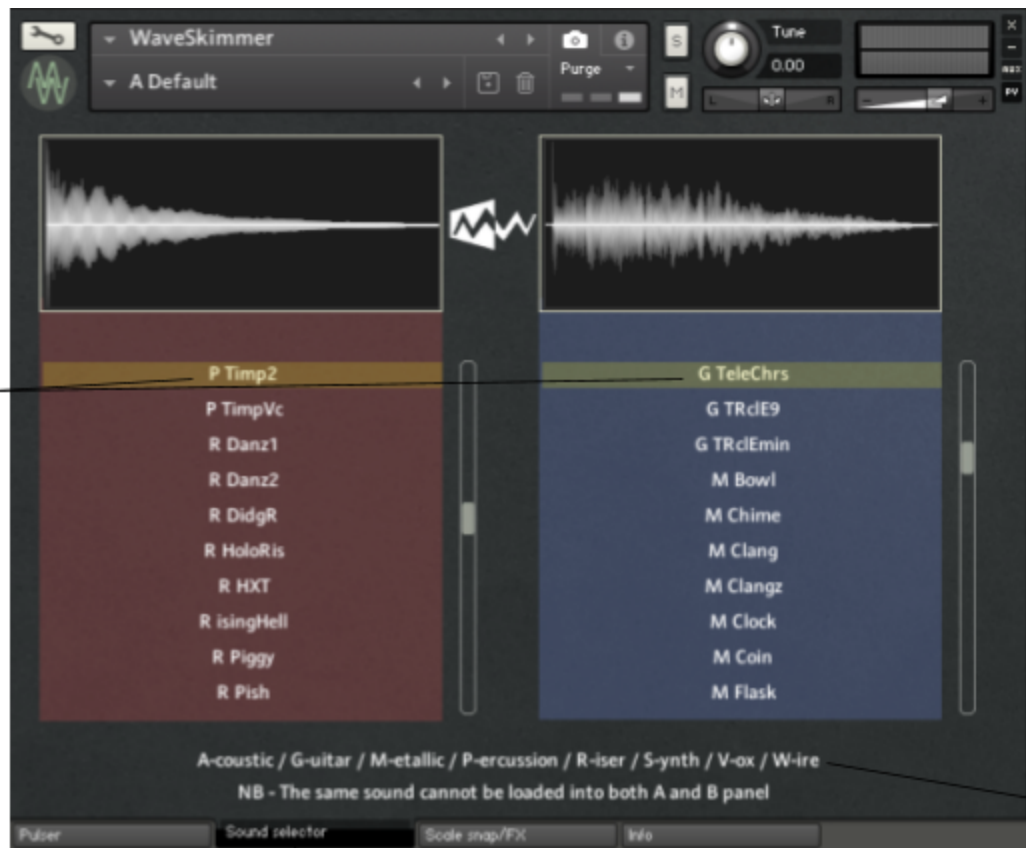 WaveSkimmer
A Default
Purge
S
M
Tune
0.00
L
R
-
+
x
-
AUX
PV
P Timp2
P TimpVc
R Danz1
R Danz2
R DidgR
R HoloRis
R HXT
R isingHell
R Piggy
R Pish
G TeleChrs
G TRclE9
G TRclEmin
M Bowl
M Chime
M Clang
M Clangz
M Clock
M Coin
M Flask
A-coustic / G-uitar / M-etallic / P-ercussion / R-iser / S-ynth / V-ox / W-ire
NB - The same sound cannot be loaded into both A and B panel
Pulser
Sound selector
Scale snap/FX
Info